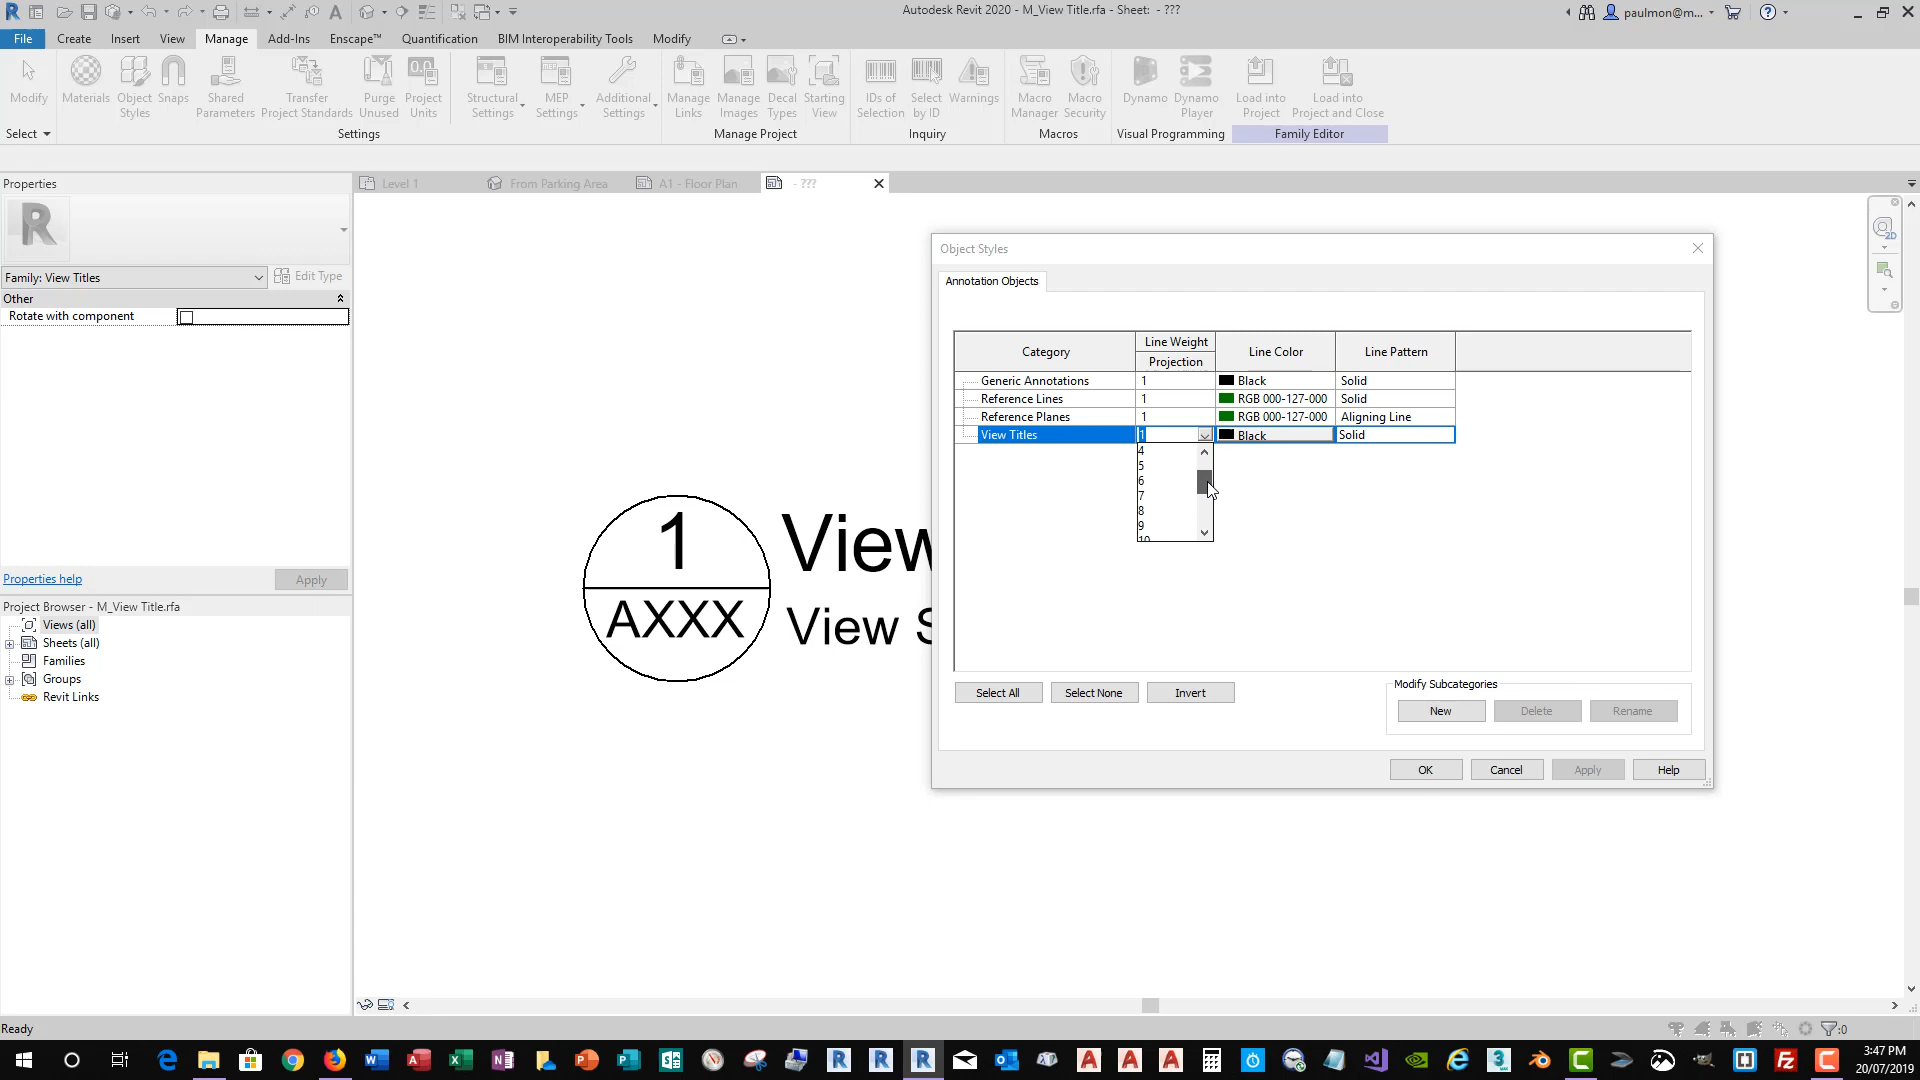 Autodesk Revit 2020 - M_View Title.rfa - Sheet: - ???
paulmon@m...
File Create Insert View Manage Add-Ins Enscape™ Quantification BIM Interoperability Tools Modify
Modify
Materials
Object Styles
Snaps
Shared Parameters
Transfer Project Standards
Purge Unused
Project Units
Structural Settings
MEP Settings
Additional Settings
Manage Links
Manage Images
Decal Types
Starting View
IDs of Selection
Select by ID
Warnings
Macro Manager
Macro Security
Dynamo
Dynamo Player
Load into Project
Load into Project and Close
Select Settings Manage Project Inquiry Macros Visual Programming Family Editor
Properties
Level 1 From Parking Area A1 - Floor Plan - ???
Family: View Titles Edit Type
Other
Rotate with component
Properties help Apply
Project Browser - M_View Title.rfa
Views (all)
Sheets (all)
Families
Groups
Revit Links
1
AXXX
View
View S
2D
Object Styles
Annotation Objects
Category Line Weight Line Color Line Pattern
Projection
Generic Annotations 1 Black Solid
Reference Lines 1 RGB 000-127-000 Solid
Reference Planes 1 RGB 000-127-000 Aligning Line
View Titles 1 Black Solid
4
5
6
7
8
9
10
Select All Select None Invert
Modify Subcategories
New Delete Rename
OK Cancel Apply Help
Ready
:0
3:47 PM
20/07/2019